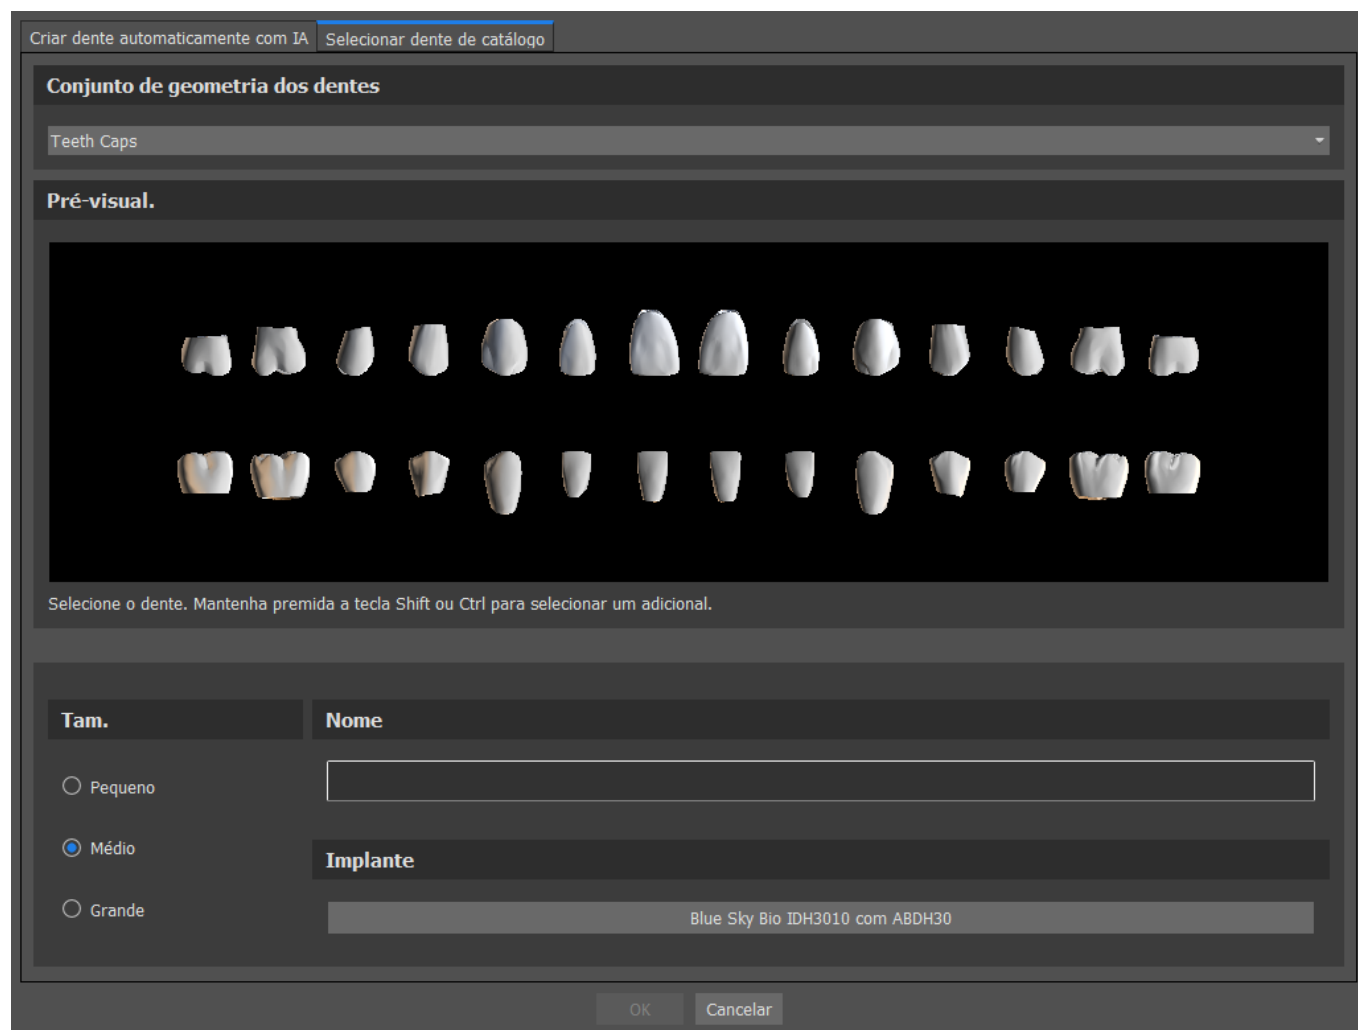 Criar dente automaticamente com IA
Selecionar dente de catálogo
Conjunto de geometria dos dentes
Teeth Caps
Pré-visual.
Selecione o dente. Mantenha premida a tecla Shift ou Ctrl para selecionar um adicional.
Tam.
Nome
Pequeno
Médio
Implante
Grande
Blue Sky Bio IDH3010 com ABDH30
OK
Cancelar